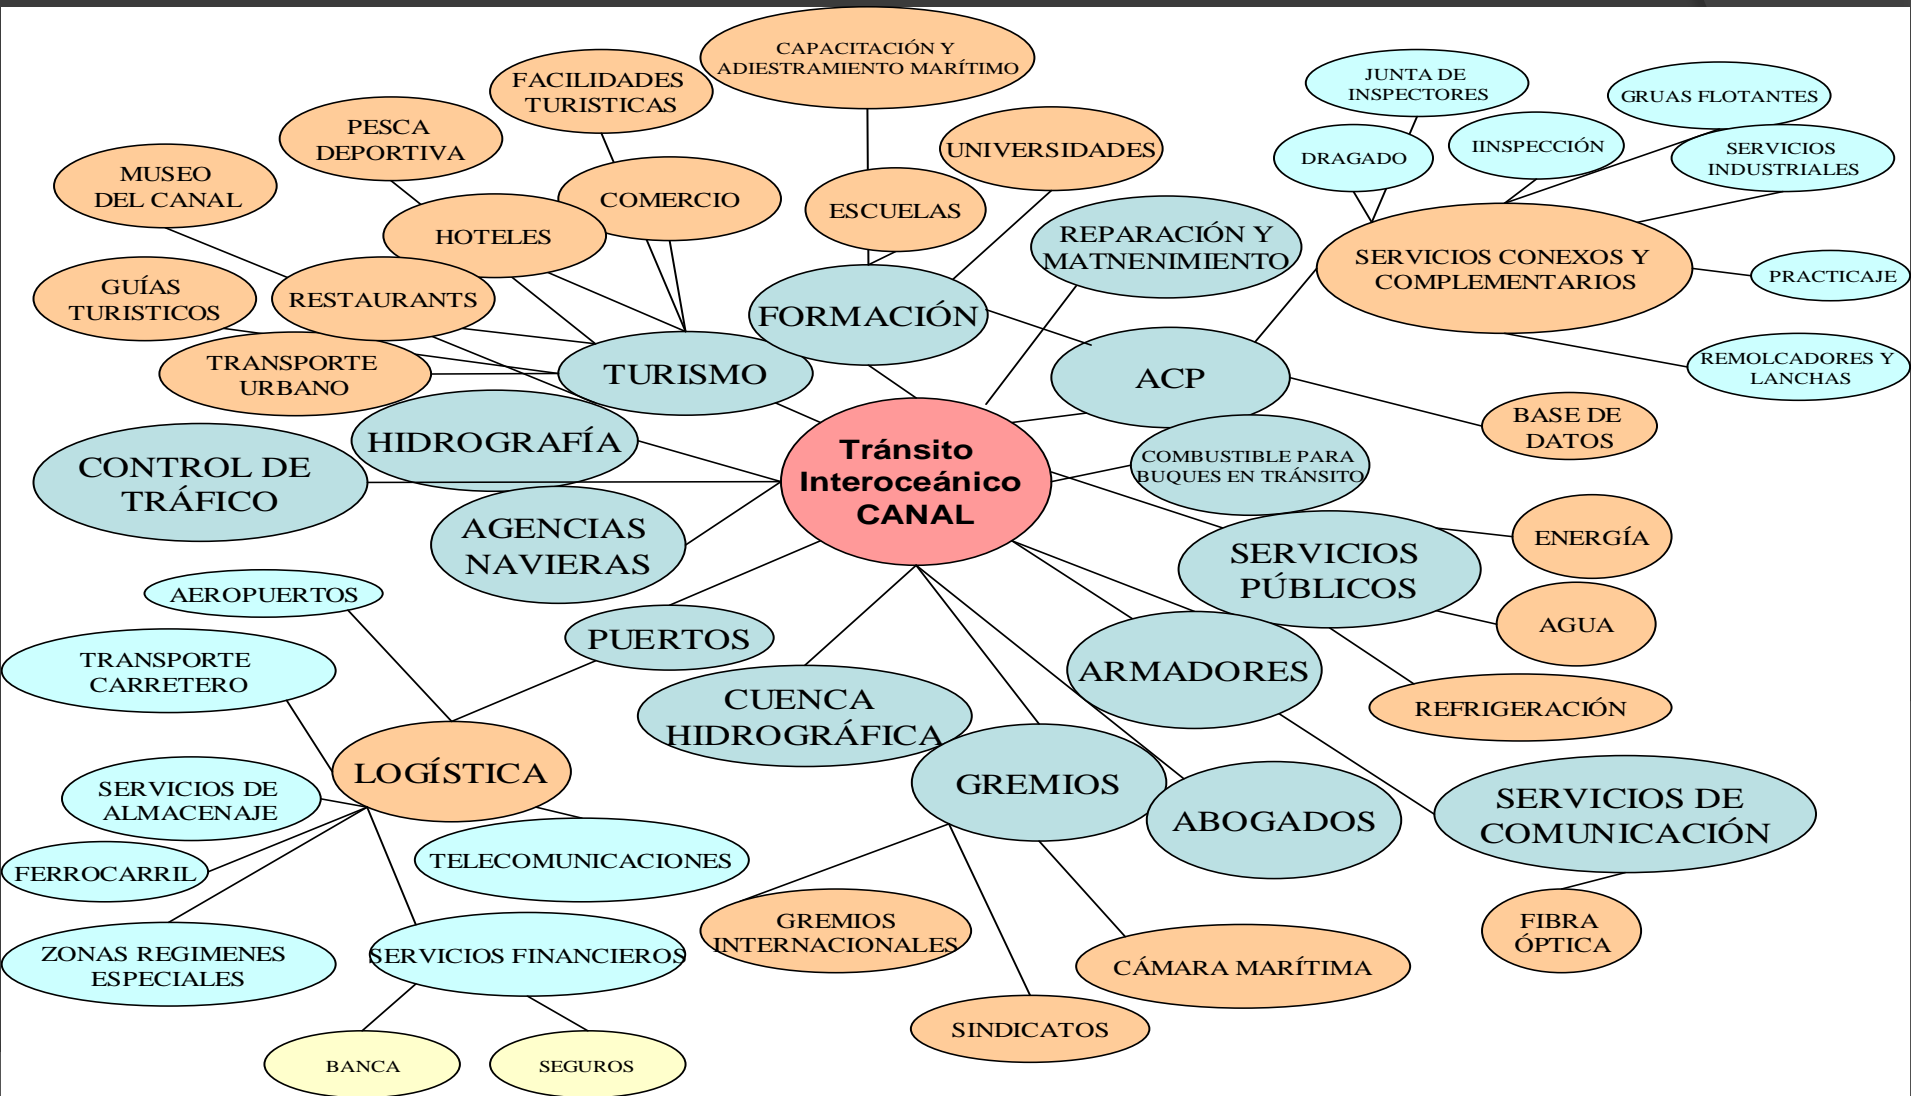 CAPACITACIÓN Y
ADIESTRAMIENTO MARÍTIMO
FACILIDADES
TURISTICAS
JUNTA DE
INSPECTORES
GRUAS FLOTANTES
PESCA
DEPORTIVA
UNIVERSIDADES
DRAGADO
IINSPECCIÓN
SERVICIOS
INDUSTRIALES
MUSEO
DEL CANAL
COMERCIO
ESCUELAS
HOTELES
REPARACIÓN Y
MATNENIMIENTO
SERVICIOS CONEXOS Y
COMPLEMENTARIOS
PRACTICAJE
GUÍAS
TURISTICOS
RESTAURANTS
FORMACIÓN
TRANSPORTE
URBANO
TURISMO
ACP
REMOLCADORES Y
LANCHAS
BASE DE
DATOS
HIDROGRAFÍA
CONTROL DE
TRÁFICO
Tránsito
Interoceánico
CANAL
COMBUSTIBLE PARA
BUQUES EN TRÁNSITO
AGENCIAS
NAVIERAS
SERVICIOS
PÚBLICOS
ENERGÍA
AEROPUERTOS
AGUA
PUERTOS
TRANSPORTE
CARRETERO
ARMADORES
CUENCA
HIDROGRÁFICA
REFRIGERACIÓN
LOGÍSTICA
GREMIOS
SERVICIOS DE
ALMACENAJE
ABOGADOS
SERVICIOS DE
COMUNICACIÓN
TELECOMUNICACIONES
FERROCARRIL
GREMIOS
INTERNACIONALES
FIBRA
ÓPTICA
ZONAS REGIMENES
ESPECIALES
SERVICIOS FINANCIEROS
CÁMARA MARÍTIMA
SINDICATOS
BANCA
SEGUROS